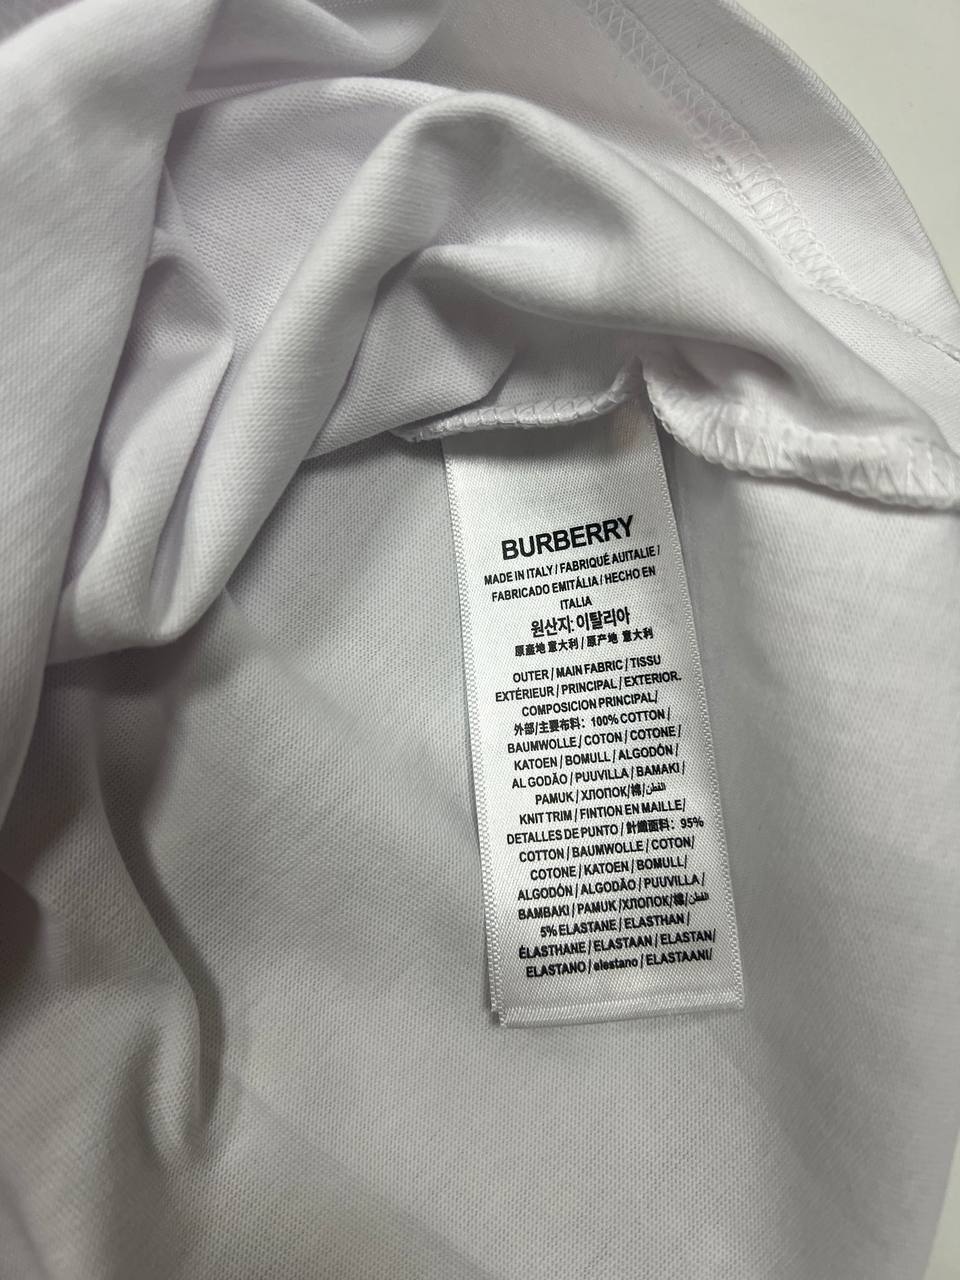 BURBERRY
MADE IN ITALY / FABRIQUÉ AUITALIE /
FABRICADO EMITÁLIA / HECHO EN
ITALIA
원산지: 이탈리아
原産地 意大利 / 原产地 意大利
OUTER / MAIN FABRIC / TISSU
EXTÉRIEUR / PRINCIPAL / EXTERIOR.
COMPOSICION PRINCIPAL/
外部/主要布料: 100% COTTON /
BAUMWOLLE / COTON / COTONE /
KATOEN / BOMULL / ALGODÓN /
ALGODÃO / PUUVILLA / BAMAKI /
PAMUK / ХЛОПОК/棉/القطن
KNIT TRIM / FINTION EN MAILLE/
DETALLES DE PUNTO / 針織面料: 95%
COTTON / BAUMWOLLE / COTON/
COTONE / KATOEN / BOMULL/
ALGODÓN / ALGODÃO / PUUVILLA /
BAMBAKI / PAMUK /ХЛОПОК/棉/القطن
5% ELASTANE / ELASTHAN /
ÉLASTHANE / ELASTAAN / ELASTAN/
ELASTANO / elestano / ELASTAANI/